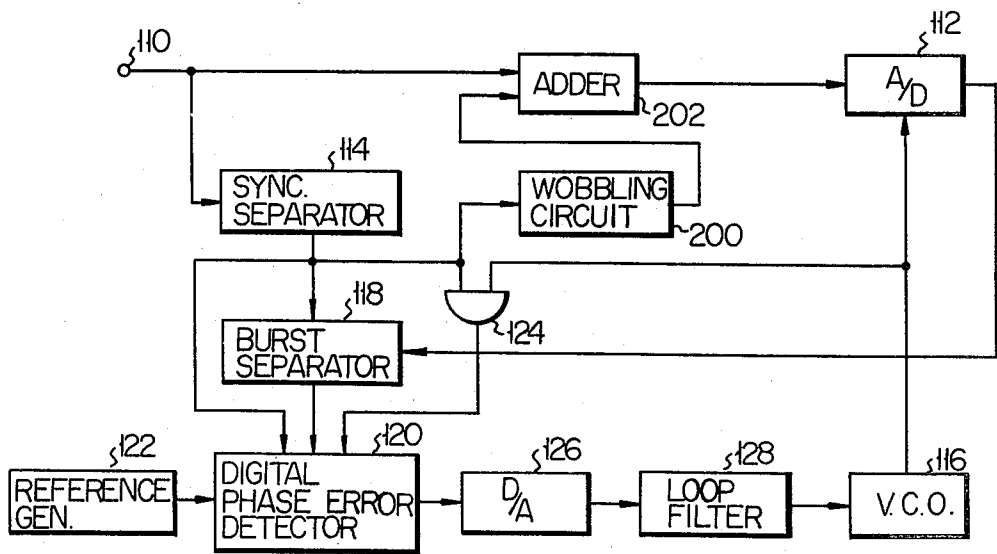 110
112
ADDER
A/D
202
114
SYNC.
SEPARATOR
WOBBLING
CIRCUIT
200
118
124
BURST
SEPARATOR
122
120
126
128
116
REFERENCE
GEN.
DIGITAL
PHASE ERROR
DETECTOR
D/A
LOOP
FILTER
V.C.O.